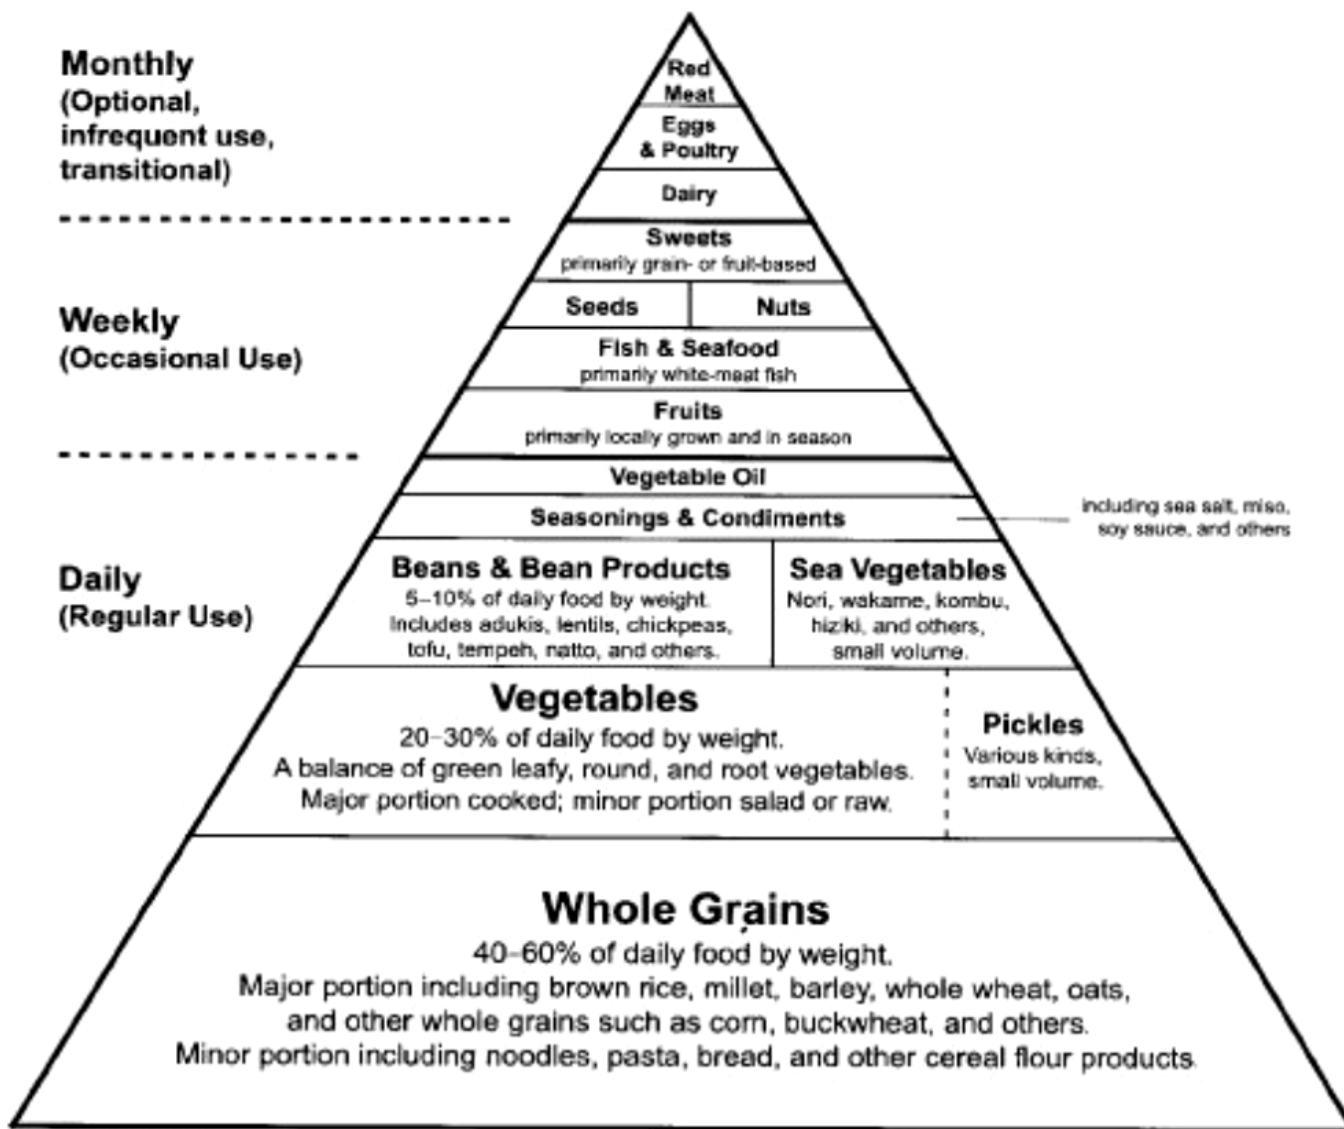 Monthly
(Optional,
infrequent use,
transitional)
Red
Meat
Eggs
& Poultry
Dairy
Sweets
primarily grain- or fruit-based
Weekly
(Occasional Use)
Seeds
Nuts
Fish & Seafood
primarily white-meat fish
Fruits
primarily locally grown and in season
Daily
(Regular Use)
Vegetable Oil
Seasonings & Condiments
including sea salt, miso,
soy sauce, and others
Beans & Bean Products
5–10% of daily food by weight.
Includes adukis, lentils, chickpeas,
tofu, tempeh, natto, and others.
Sea Vegetables
Nori, wakame, kombu,
hiziki, and others,
small volume.
Vegetables
20–30% of daily food by weight.
A balance of green leafy, round, and root vegetables.
Major portion cooked; minor portion salad or raw.
Pickles
Various kinds,
small volume.
Whole Grains
40–60% of daily food by weight.
Major portion including brown rice, millet, barley, whole wheat, oats,
and other whole grains such as corn, buckwheat, and others.
Minor portion including noodles, pasta, bread, and other cereal flour products.